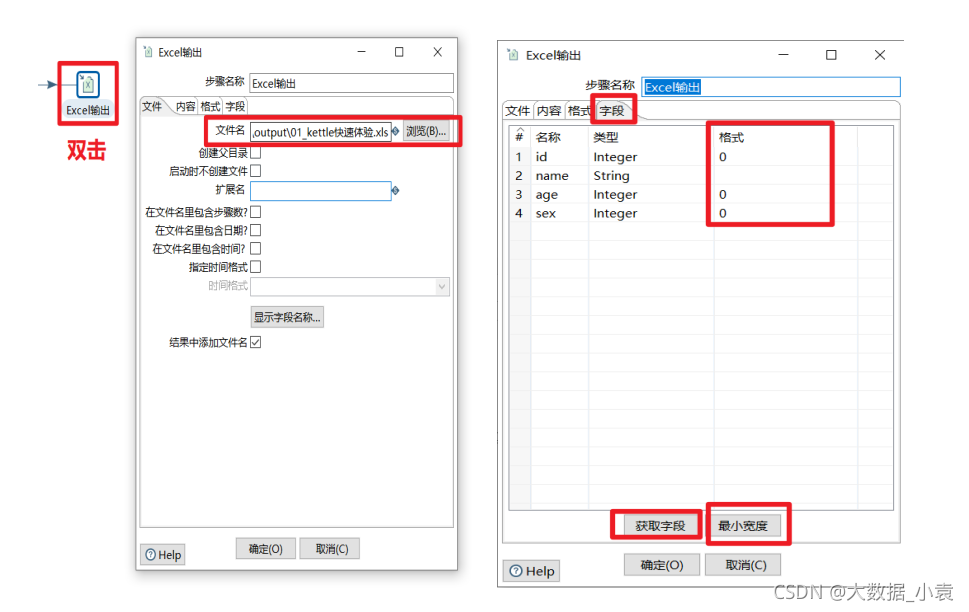 Excel输出
双击
Excel输出
步骤名称 Excel输出
文件 内容 格式 字段
文件名 ,output\01_kettle快速体验.xls 浏览(B)...
创建父目录
启动时不创建文件
扩展名
在文件名里包含步骤数?
在文件名里包含日期?
在文件名里包含时间?
指定时间格式
时间格式
显示字段名称...
结果中添加文件名
Help 确定(O) 取消(C)
Excel输出
步骤名称 Excel输出
文件 内容 格式 字段
# 名称 类型 格式
1 id Integer 0
2 name String
3 age Integer 0
4 sex Integer 0
获取字段 最小宽度
Help 确定(O) 取消(C)
CSDN @大数据_小袁